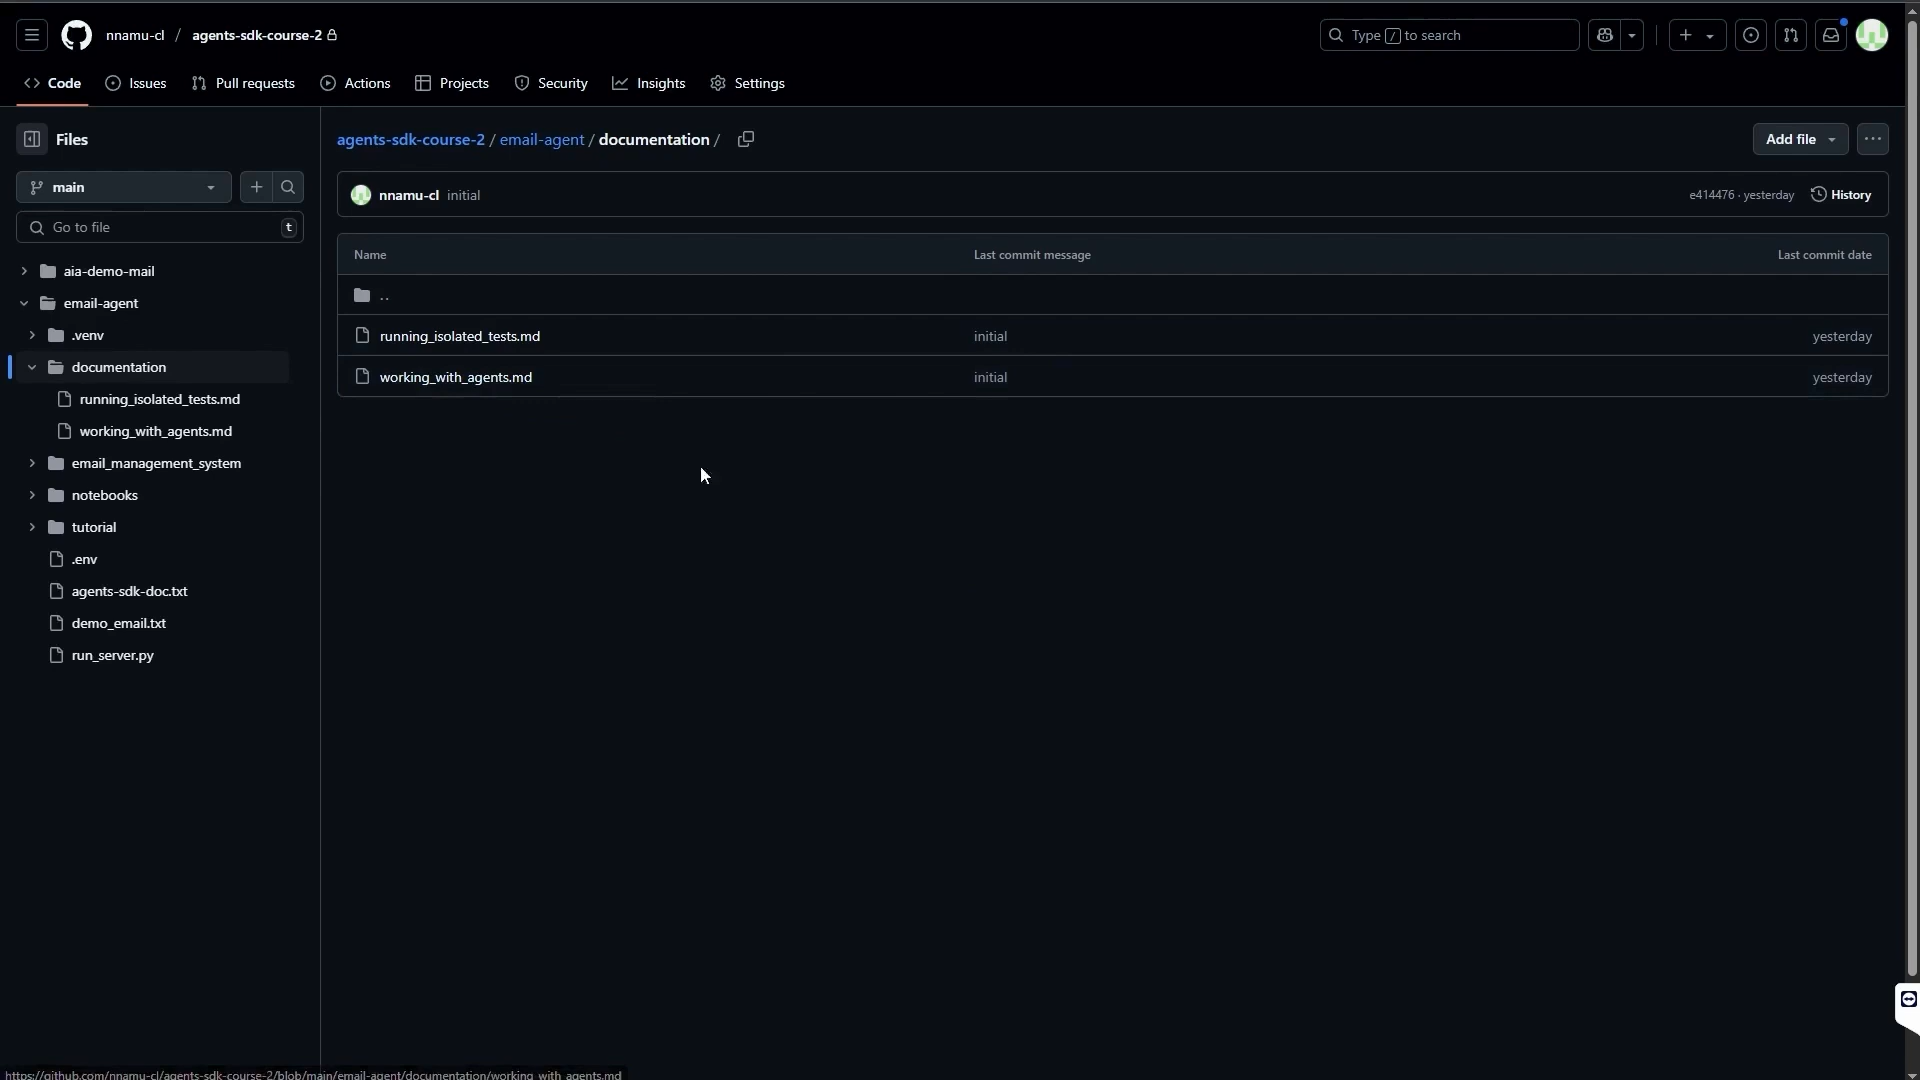 nnamu-cl / agents-sdk-course-2
Type / to search
Code
Issues
Pull requests
Actions
Projects
Security
Insights
Settings
Files
main
Go to file
t
aia-demo-mail
email-agent
.venv
documentation
running_isolated_tests.md
working_with_agents.md
email_management_system
notebooks
tutorial
.env
agents-sdk-doc.txt
demo_email.txt
run_server.py
agents-sdk-course-2 / email-agent / documentation /
Add file
nnamu-cl initial
e414476 · yesterday
History
Name Last commit message Last commit date
..
running_isolated_tests.md initial yesterday
working_with_agents.md initial yesterday
https://github.com/nnamu-cl/agents-sdk-course-2/blob/main/email-agent/documentation/working_with_agents.md